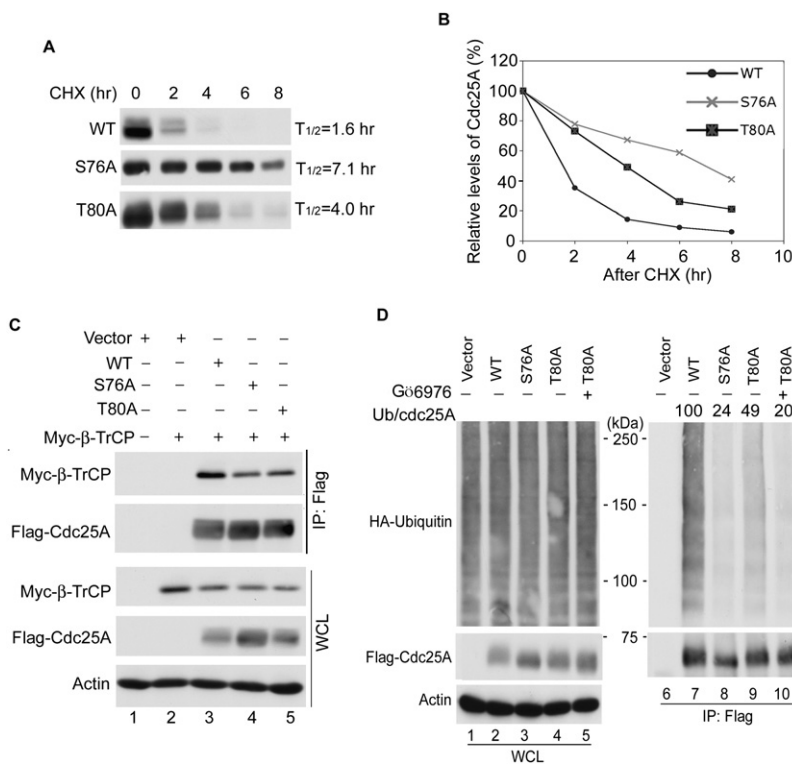 A
CHX (hr) 0 2 4 6 8
WT T1/2=1.6 hr
S76A T1/2=7.1 hr
T80A T1/2=4.0 hr
B
Relative levels of Cdc25A (%)
120
100
80
60
40
20
0
0 2 4 6 8 10
After CHX (hr)
WT
S76A
T80A
C
Vector + + – – –
WT – – + – –
S76A – – – + –
T80A – – – – +
Myc-β-TrCP – + + + +
Myc-β-TrCP
Flag-Cdc25A
IP: Flag
Myc-β-TrCP
Flag-Cdc25A
Actin
WCL
1 2 3 4 5
D
Vector WT S76A T80A T80A
Gö6976 – – – – +
Vector WT S76A T80A T80A
– – – – +
Ub/cdc25A 100 24 49 20
(kDa)
- 250 -
- 150 -
- 100 -
- 75 -
HA-Ubiquitin
Flag-Cdc25A
Actin
1 2 3 4 5
WCL
6 7 8 9 10
IP: Flag